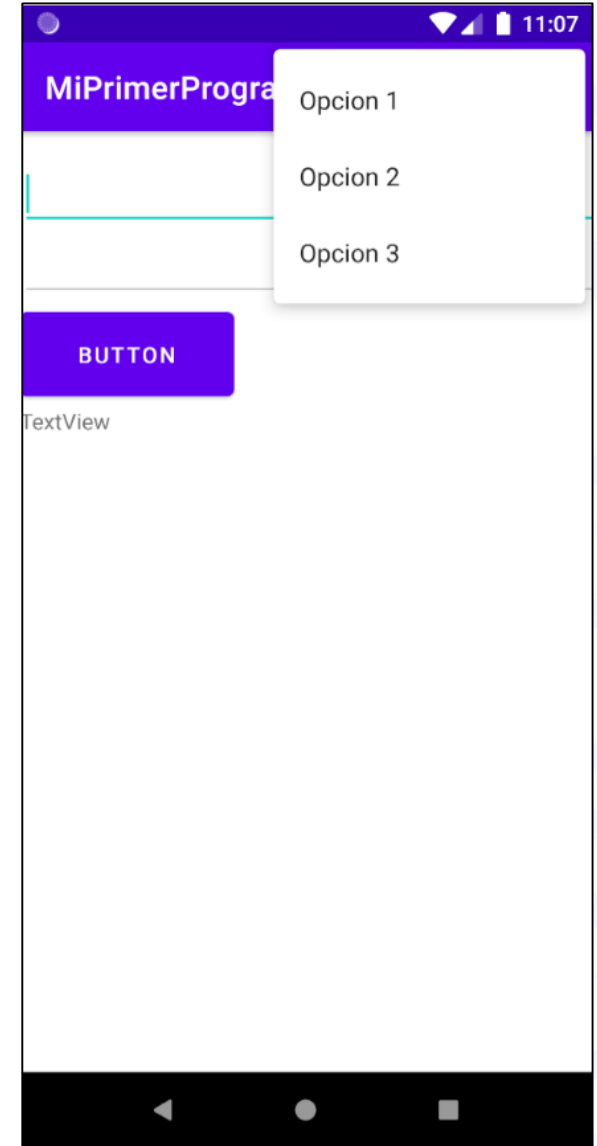 11:07
MiPrimerProgra
Opcion 1
Opcion 2
Opcion 3
BUTTON
TextView